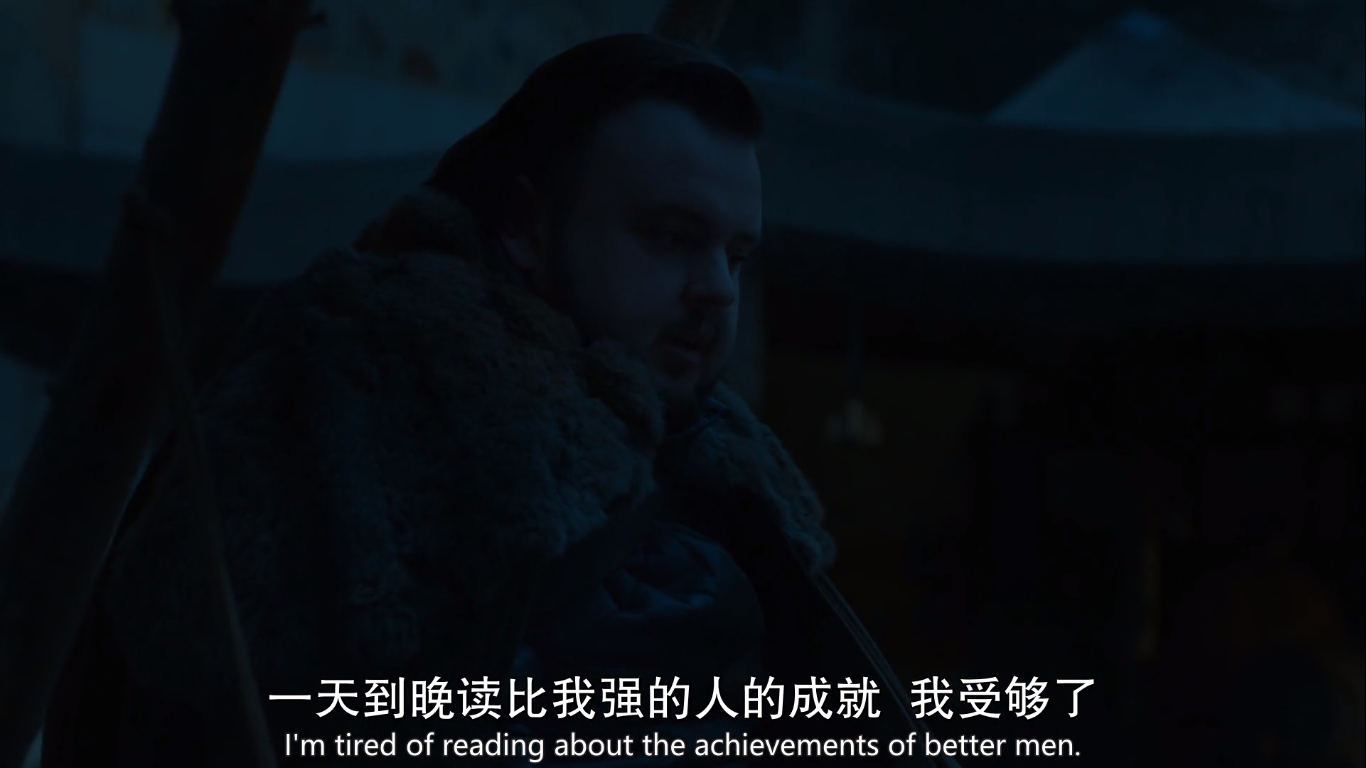 一天到晚读比我强的人的成就 我受够了
I'm tired of reading about the achievements of better men.